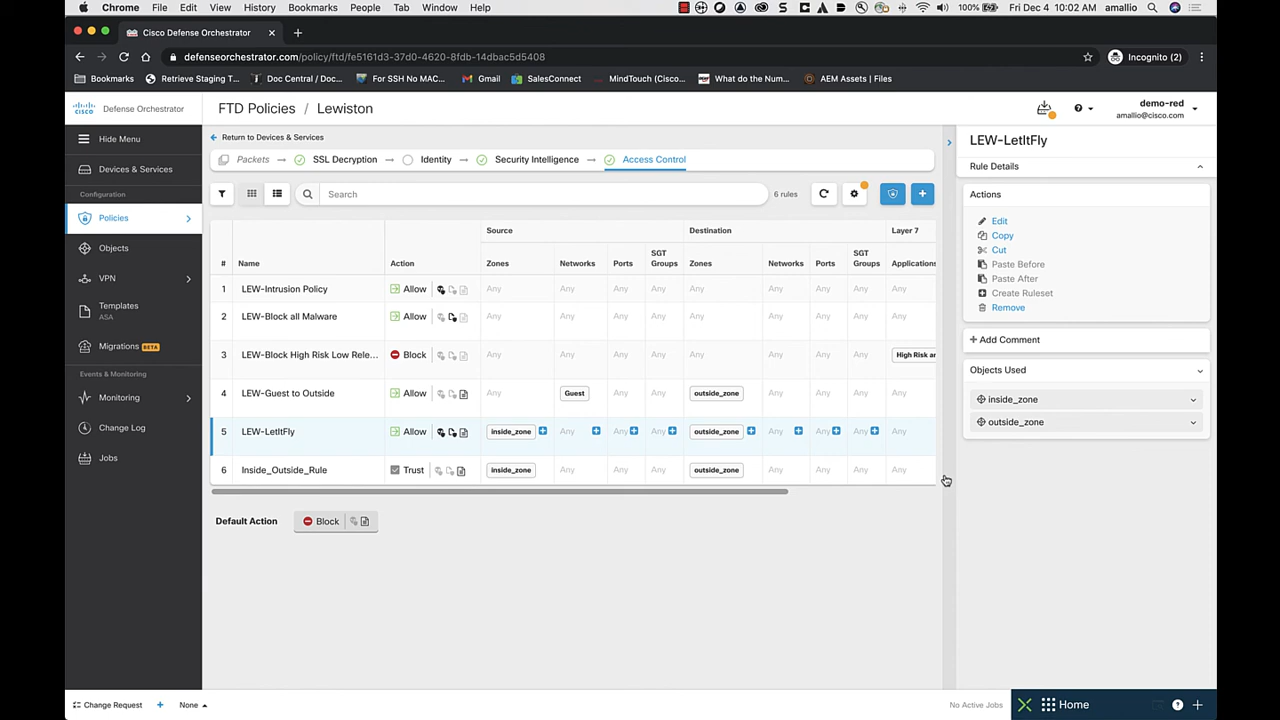 Chrome File Edit View History Bookmarks People Tab Window Help 100% Fri Dec 4 10:02 AM amallio
Cisco Defense Orchestrator
defenseorchestrator.com/policy/ftd/fe5161d3-37d0-4620-8fdb-14dbac5d5408 Incognito (2)
Bookmarks Retrieve Staging T... Doc Central / Doc... For SSH No MAC... Gmail SalesConnect MindTouch (Cisco... What do the Num... AEM Assets | Files
CISCO Defense Orchestrator FTD Policies / Lewiston demo-red
amallio@cisco.com
Hide Menu
Devices & Services
Configuration
Policies
Objects
VPN
Templates
ASA
Migrations BETA
Events & Monitoring
Monitoring
Change Log
Jobs
Return to Devices & Services
Packets → SSL Decryption → Identity → Security Intelligence → Access Control
Search 6 rules
Source Destination Layer 7
# Name Action Zones Networks Ports SGT Groups Zones Networks Ports SGT Groups Applications
1 LEW-Intrusion Policy Allow Any Any Any Any Any Any Any Any Any
2 LEW-Block all Malware Allow Any Any Any Any Any Any Any Any Any
3 LEW-Block High Risk Low Rele... Block Any Any Any Any Any Any Any Any High Risk ar
4 LEW-Guest to Outside Allow Any Guest Any Any outside_zone Any Any Any Any
5 LEW-LetItFly Allow inside_zone Any Any Any outside_zone Any Any Any Any
6 Inside_Outside_Rule Trust inside_zone Any Any Any outside_zone Any Any Any Any
Default Action Block
LEW-LetItFly
Rule Details
Actions
Edit
Copy
Cut
Paste Before
Paste After
Create Ruleset
Remove
+ Add Comment
Objects Used
inside_zone
outside_zone
Change Request + None No Active Jobs Home